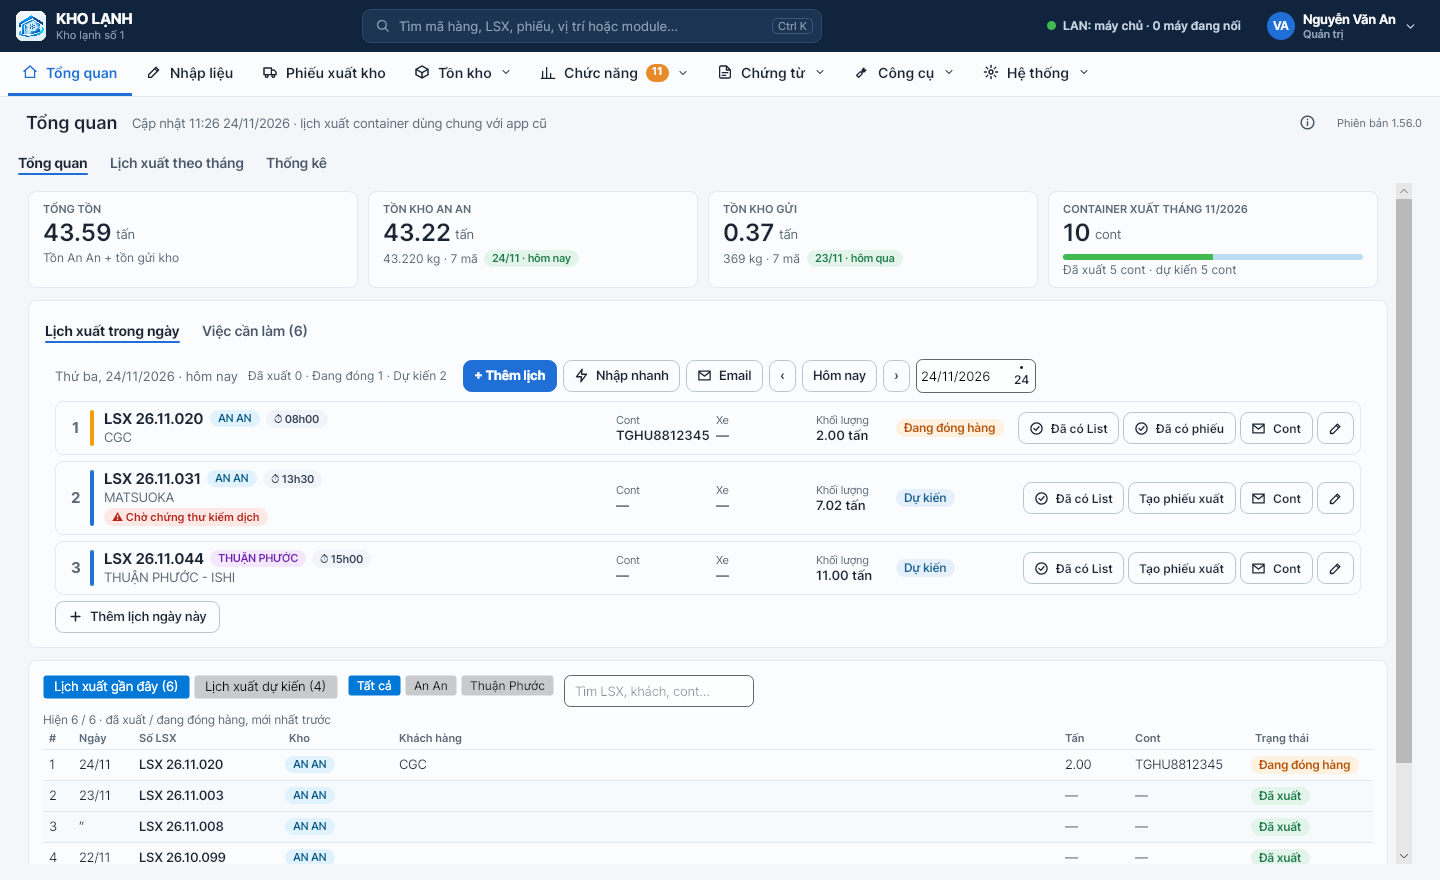 KHO LẠNH
Kho lạnh số 1
Tìm mã hàng, LSX, phiếu, vị trí hoặc module... Ctrl K
LAN: máy chủ · 0 máy đang nối
VA Nguyễn Văn An
Quản trị
Tổng quan Nhập liệu Phiếu xuất kho Tồn kho Chức năng 11 Chứng từ Công cụ Hệ thống
Tổng quan Cập nhật 11:26 24/11/2026 · lịch xuất container dùng chung với app cũ Phiên bản 1.56.0
Tổng quan Lịch xuất theo tháng Thống kê
TỔNG TỒN
43.59 tấn
Tồn An An + tồn gửi kho
TỒN KHO AN AN
43.22 tấn
43.220 kg · 7 mã 24/11 · hôm nay
TỒN KHO GỬI
0.37 tấn
369 kg · 7 mã 23/11 · hôm qua
CONTAINER XUẤT THÁNG 11/2026
10 cont
Đã xuất 5 cont · dự kiến 5 cont
Lịch xuất trong ngày Việc cần làm (6)
Thứ ba, 24/11/2026 · hôm nay Đã xuất 0 · Đang đóng 1 · Dự kiến 2 + Thêm lịch Nhập nhanh Email ‹ Hôm nay › 24/11/2026 24
1 LSX 26.11.020 AN AN 08h00
CGC
Cont Xe Khối lượng
TGHU8812345 — 2.00 tấn
Đang đóng hàng Đã có List Đã có phiếu Cont
2 LSX 26.11.031 AN AN 13h30
MATSUOKA
Chờ chứng thư kiểm dịch
Cont Xe Khối lượng
— — 7.02 tấn
Dự kiến Đã có List Tạo phiếu xuất Cont
3 LSX 26.11.044 THUẬN PHƯỚC 15h00
THUẬN PHƯỚC - ISHI
Cont Xe Khối lượng
— — 11.00 tấn
Dự kiến Đã có List Tạo phiếu xuất Cont
+ Thêm lịch ngày này
Lịch xuất gần đây (6) Lịch xuất dự kiến (4) Tất cả An An Thuận Phước Tìm LSX, khách, cont...
Hiện 6 / 6 · đã xuất / đang đóng hàng, mới nhất trước
# Ngày Số LSX Kho Khách hàng Tấn Cont Trạng thái
1 24/11 LSX 26.11.020 AN AN CGC 2.00 TGHU8812345 Đang đóng hàng
2 23/11 LSX 26.11.003 AN AN — — Đã xuất
3 " LSX 26.11.008 AN AN — — Đã xuất
4 22/11 LSX 26.10.099 AN AN — — Đã xuất